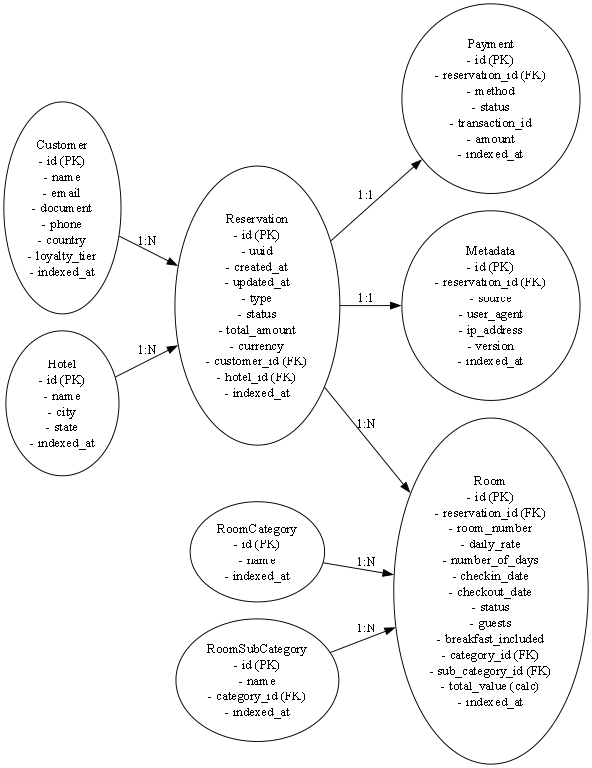 Payment
- id (PK)
- reservation_id (FK)
- method
- status
- transaction_id
- amount
- indexed_at
1:1
Customer
- id (PK)
- name
- email
- document
- phone
- country
- loyalty_tier
- indexed_at
1:N
Reservation
- id (PK)
- uuid
- created_at
- updated_at
- type
- status
- total_amount
- currency
- customer_id (FK)
- hotel_id (FK)
- indexed_at
1:1
Metadata
- id (PK)
- reservation_id (FK)
- source
- user_agent
- ip_address
- version
- indexed_at
Hotel
- id (PK)
- name
- city
- state
- indexed_at
1:N
1:N
Room
- id (PK)
- reservation_id (FK)
- room_number
- daily_rate
- number_of_days
- checkin_date
- checkout_date
- status
- guests
- breakfast_included
- category_id (FK)
- sub_category_id (FK)
- total_value (calc)
- indexed_at
RoomCategory
- id (PK)
- name
- indexed_at
1:N
RoomSubCategory
- id (PK)
- name
- category_id (FK)
- indexed_at
1:N